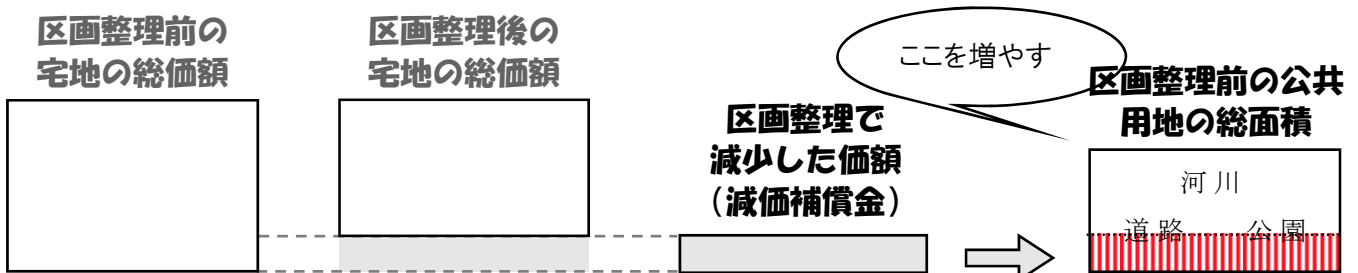 区画整理前の
宅地の総価額
区画整理後の
宅地の総価額
区画整理で
減少した価額
（減価補償金）
ここを増やす
区画整理前の公共
用地の総面積
河川
道路 公園